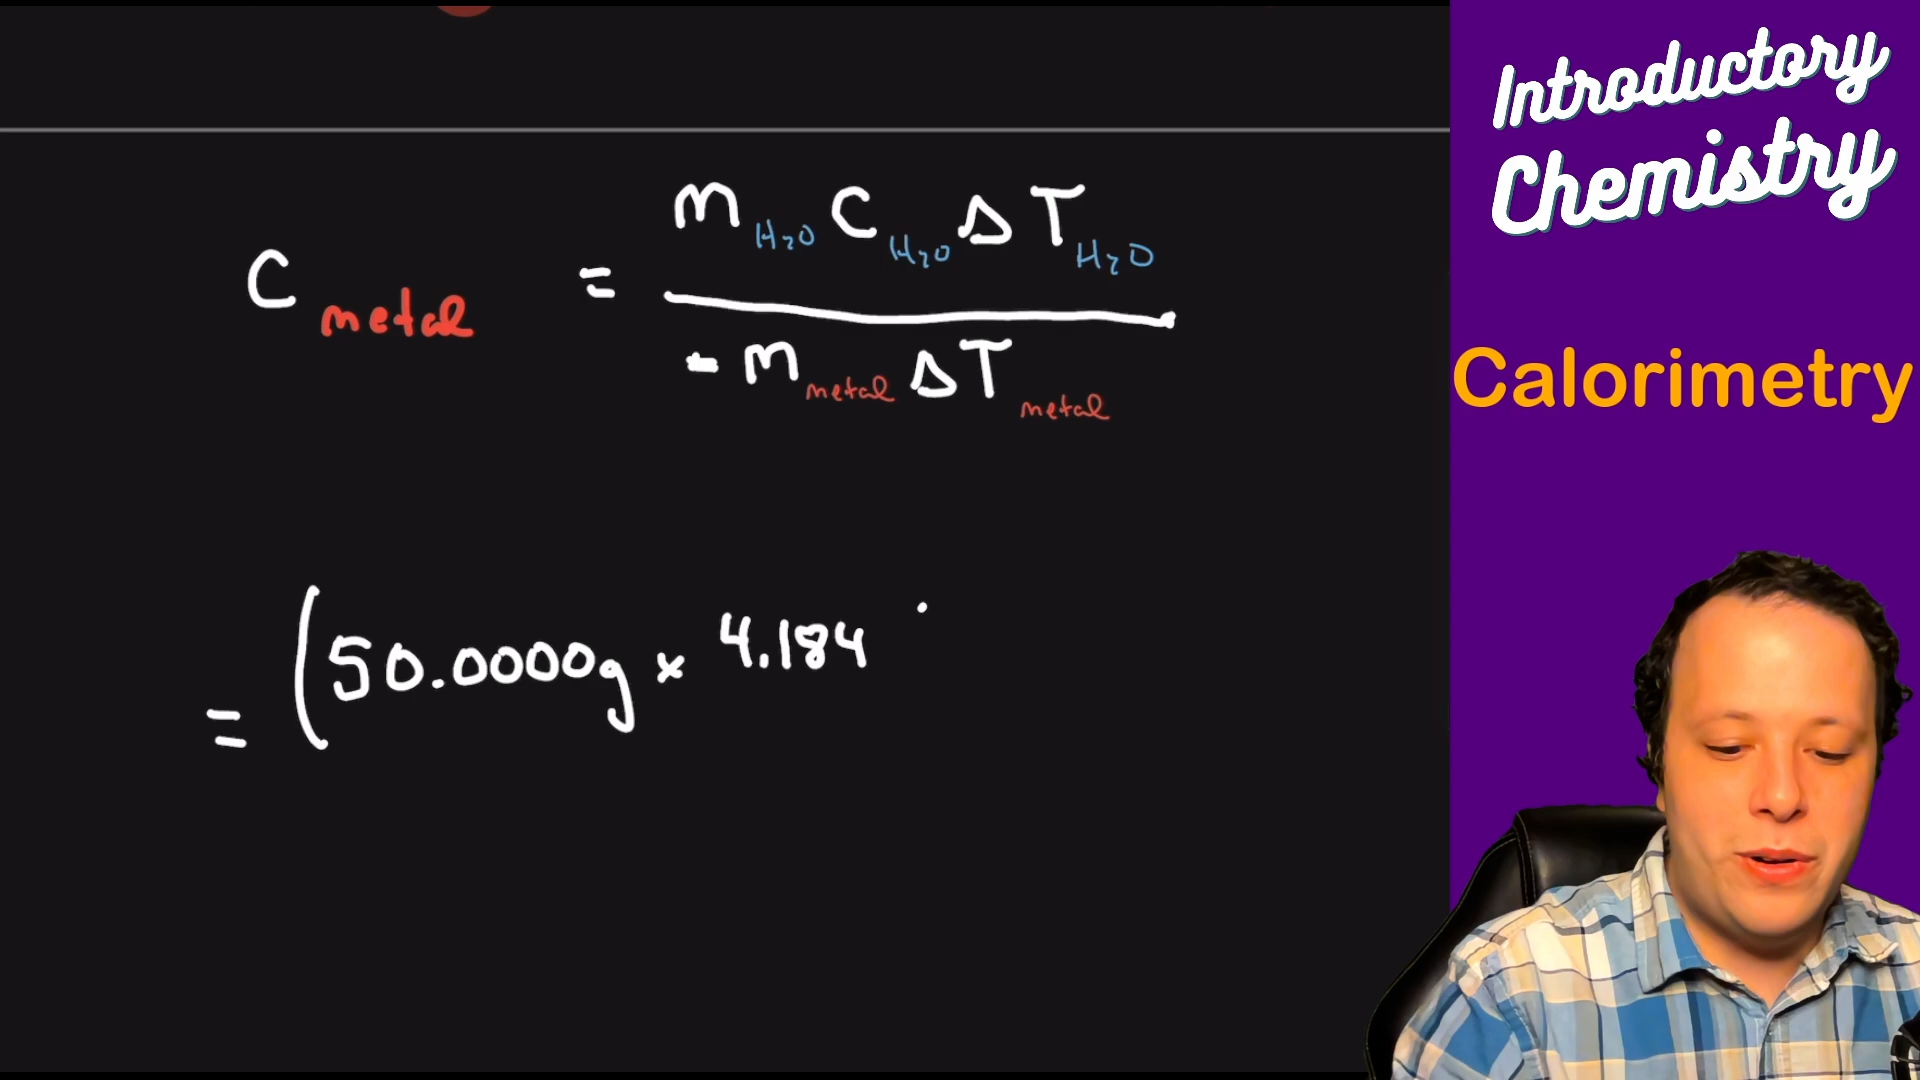 Introductory
Chemistry
Calorimetry
C metal = m H2O C H2O ΔT H2O
- m metal ΔT metal
= (50.0000g × 4.184